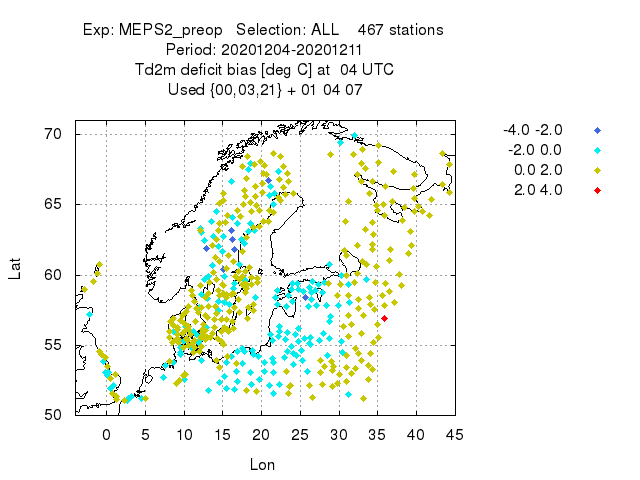 Exp: MEPS2_preop   Selection: ALL    467 stations
Period: 20201204-20201211
Td2m deficit bias [deg C] at  04 UTC
Used {00,03,21} + 01 04 07
-4.0 -2.0
-2.0 0.0
0.0 2.0
2.0 4.0
70
65
60
55
50
Lat
0 5 10 15 20 25 30 35 40 45
Lon